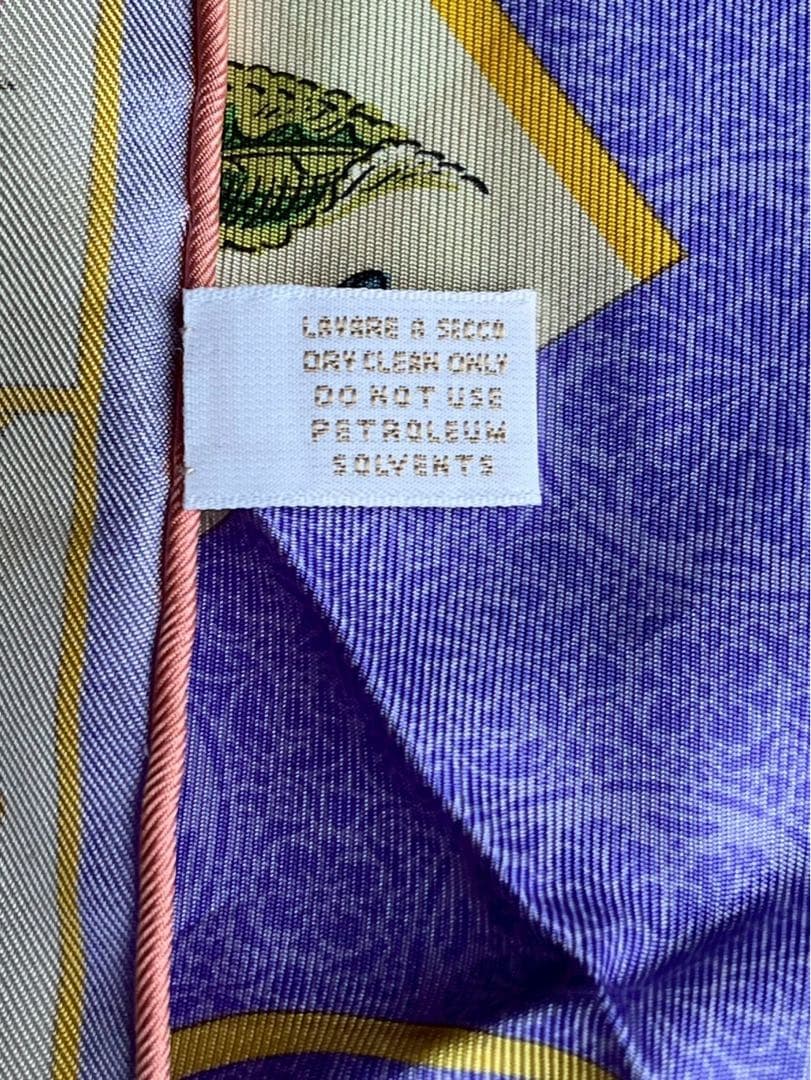 LAVARE A SECCO
DRY CLEAN ONLY
DO NOT USE
PETROLEUM
SOLVENTS